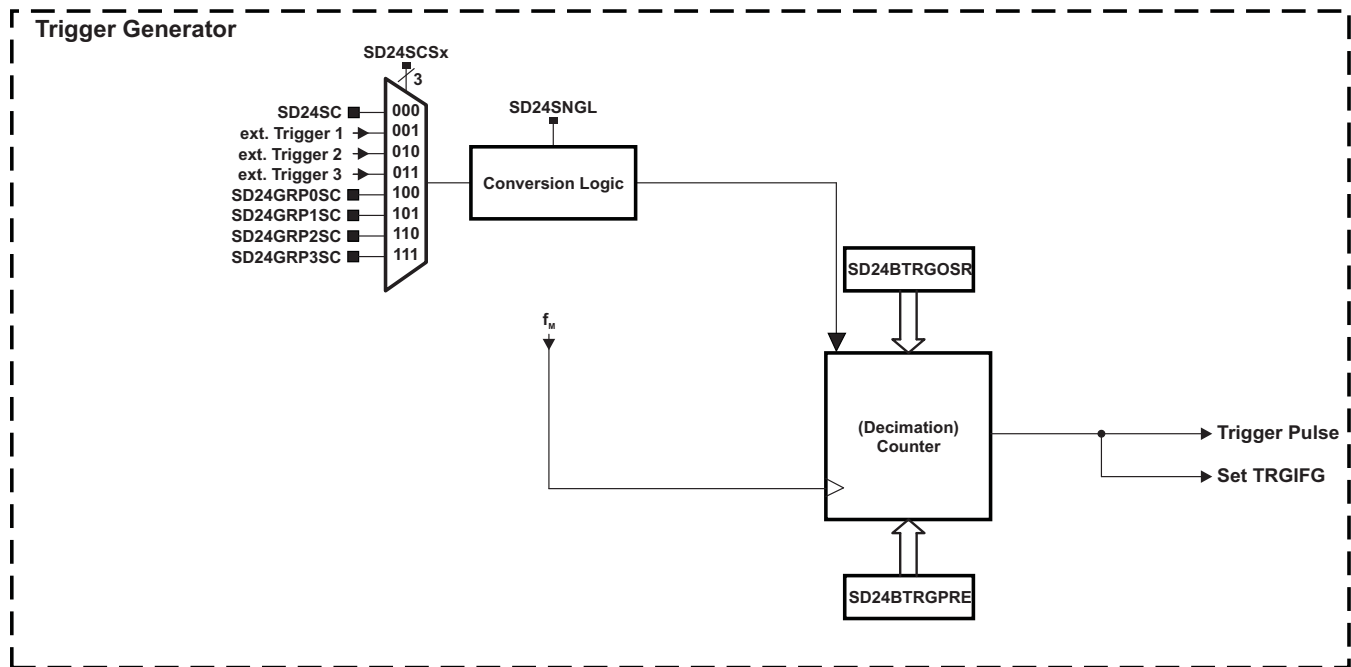 Trigger Generator
SD24SCSx
3
SD24SC
000
ext. Trigger 1
001
ext. Trigger 2
010
ext. Trigger 3
011
SD24GRP0SC
100
SD24GRP1SC
101
SD24GRP2SC
110
SD24GRP3SC
111
SD24SNGL
Conversion Logic
SD24BTRGOSR
fM
(Decimation)
Counter
Trigger Pulse
Set TRGIFG
SD24BTRGPRE